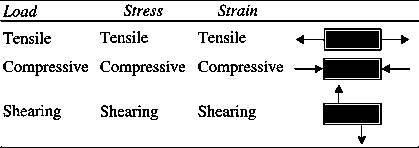 Load Stress Strain
Tensile Tensile Tensile
Compressive Compressive Compressive
Shearing Shearing Shearing